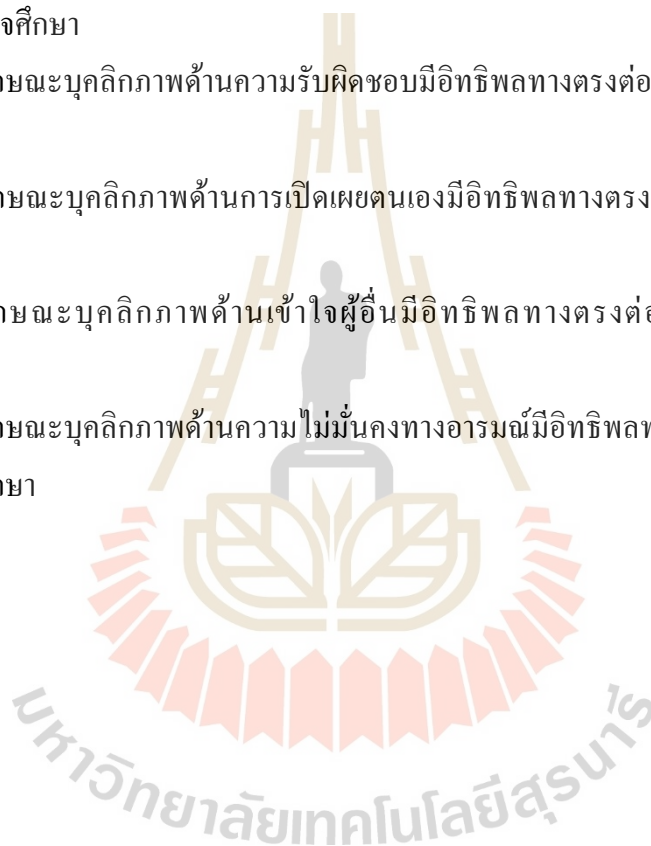 จศึกษา
าษณะบุคลิกภาพด้านความรับผิดชอบมีอิทธิพลทางตรงต่อ
าษณะบุคลิกภาพด้านการเปิดเผยตนเองมีอิทธิพลทางตรง
าษณะบุคลิกภาพด้านเข้าใจผู้อื่นมีอิทธิพลทางตรงต่อ
าษณะบุคลิกภาพด้านความไม่มั่นคงทางอารมณ์มีอิทธิพลท
าษา
มหาวิทยาลัยเทคโนโลยีสุรนารี